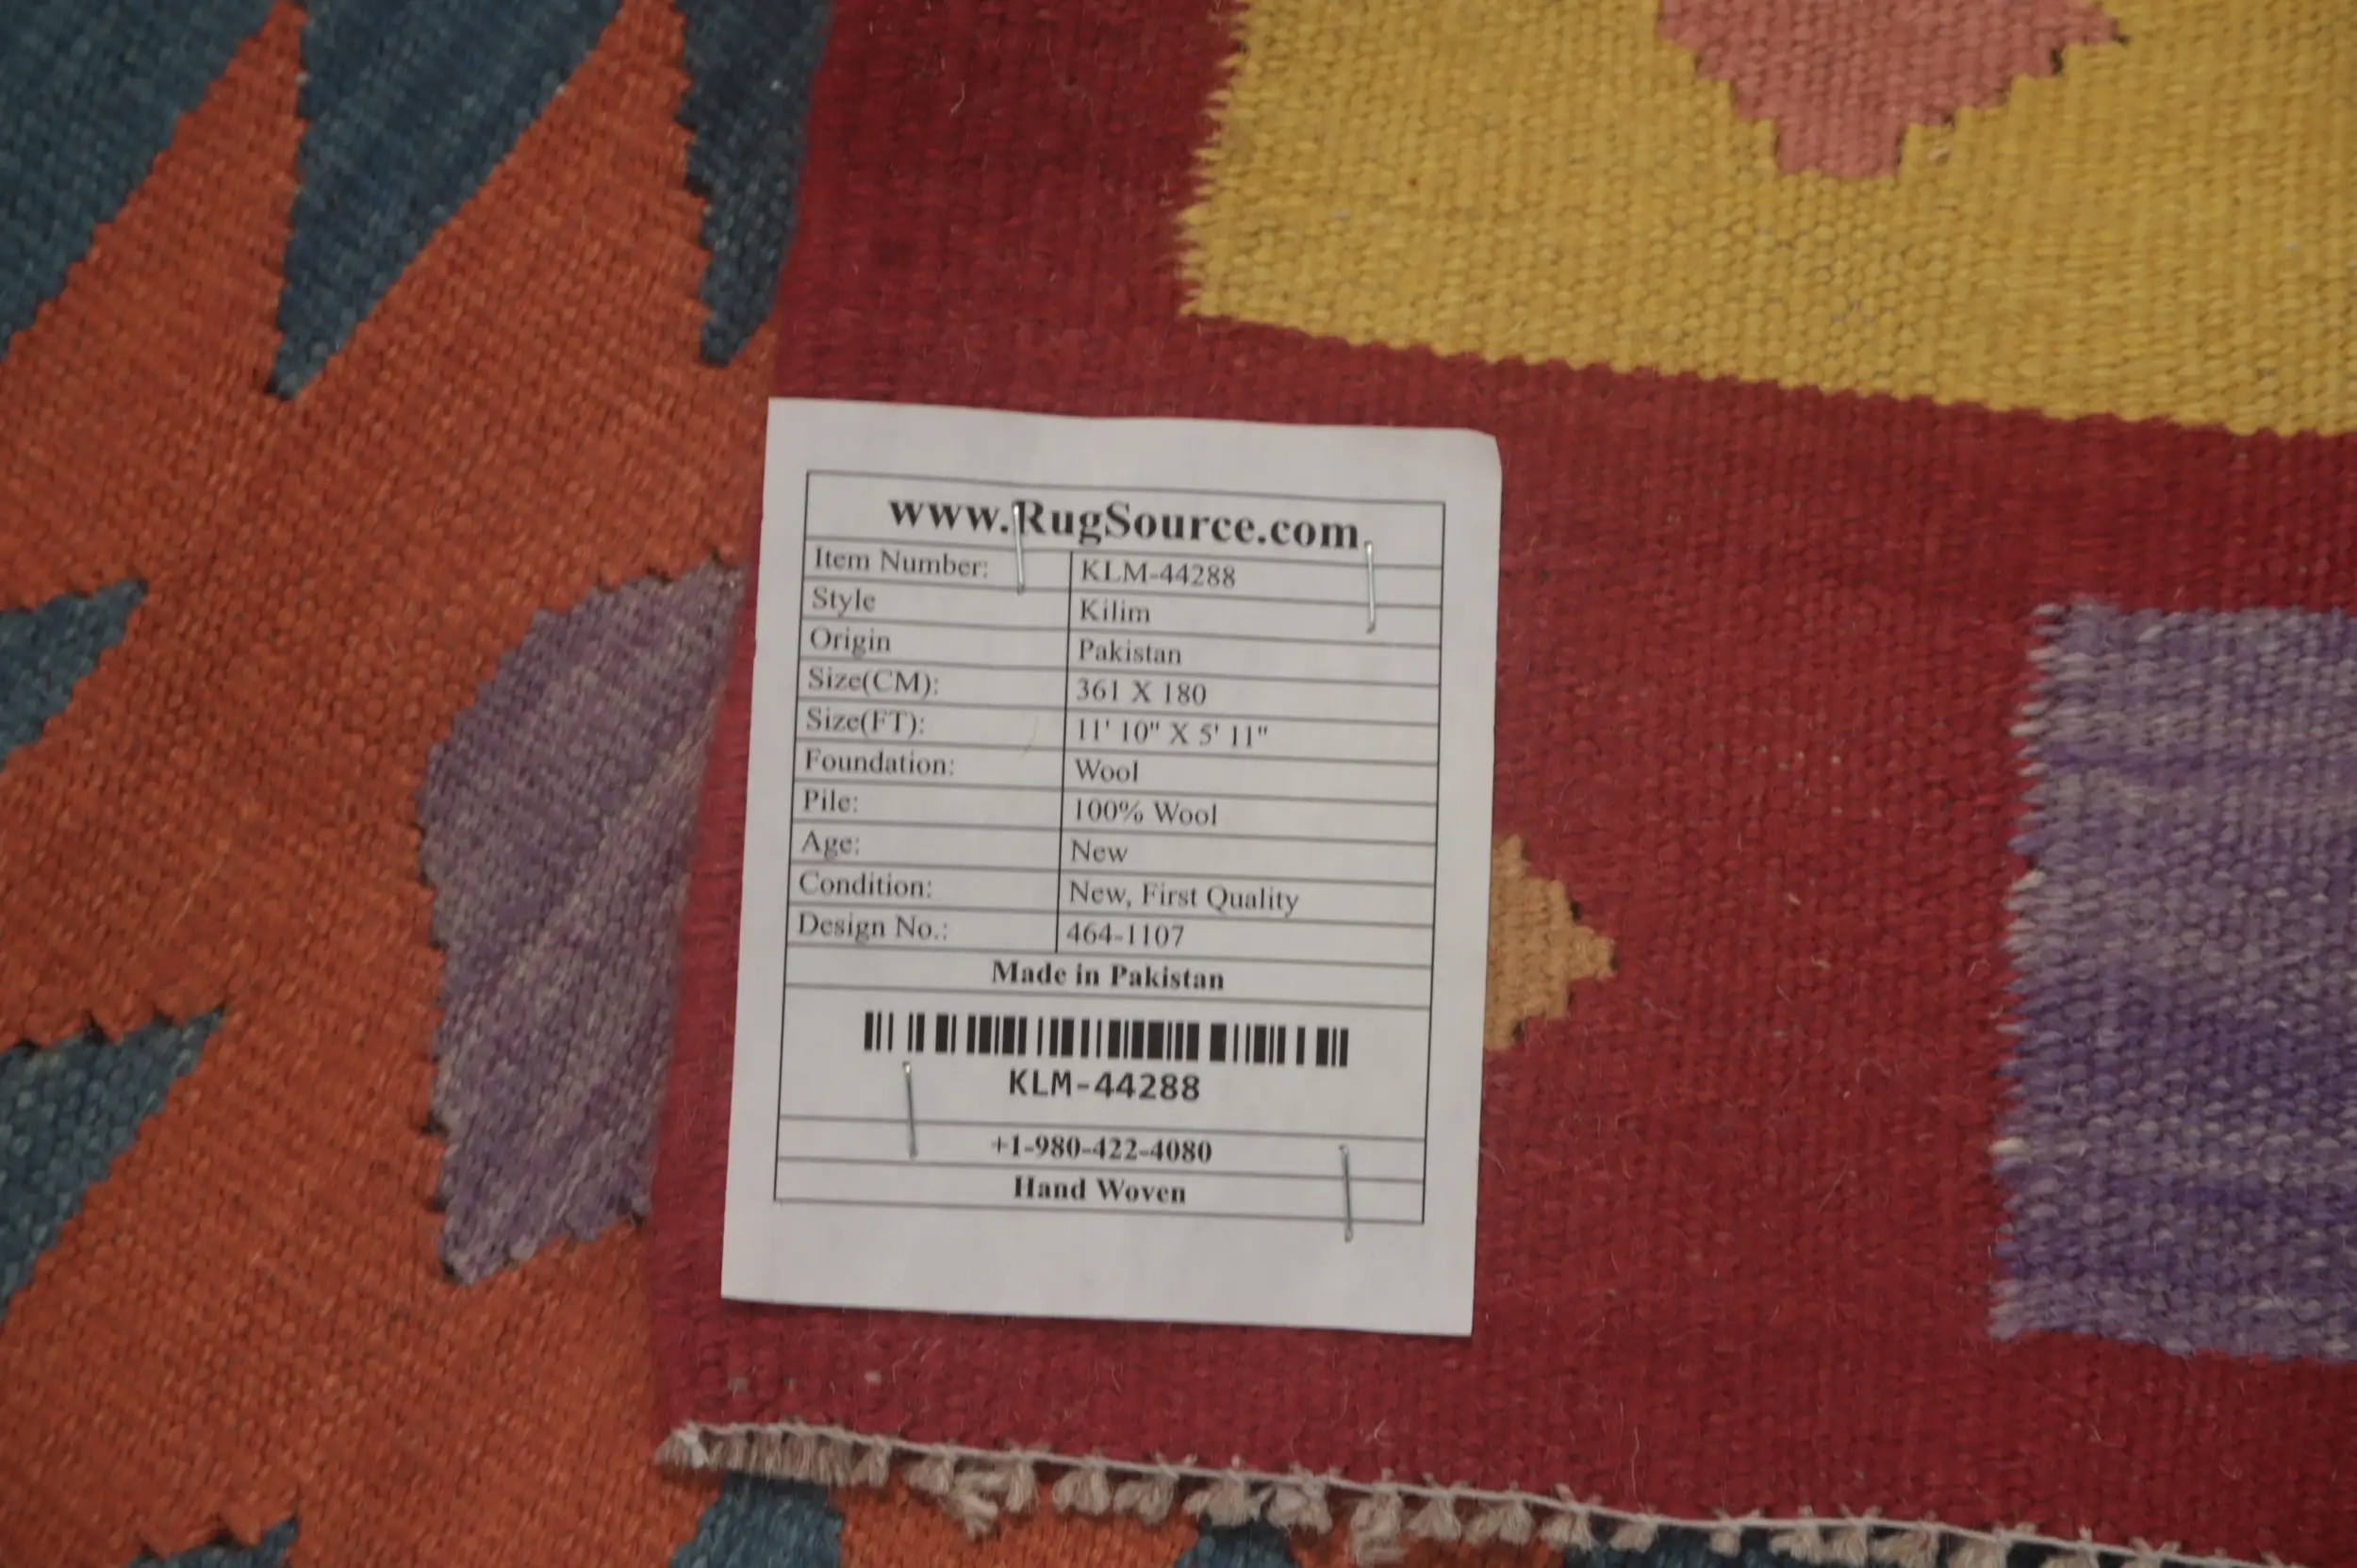 www.RugSource.com
Item Number: KLM-44288
Style Kilim
Origin Pakistan
Size(CM): 361 X 180
Size(FT): 11' 10" X 5' 11"
Foundation: Wool
Pile: 100% Wool
Age: New
Condition: New, First Quality
Design No.: 464-1107
Made in Pakistan
KLM-44288
+1-980-422-4080
Hand Woven